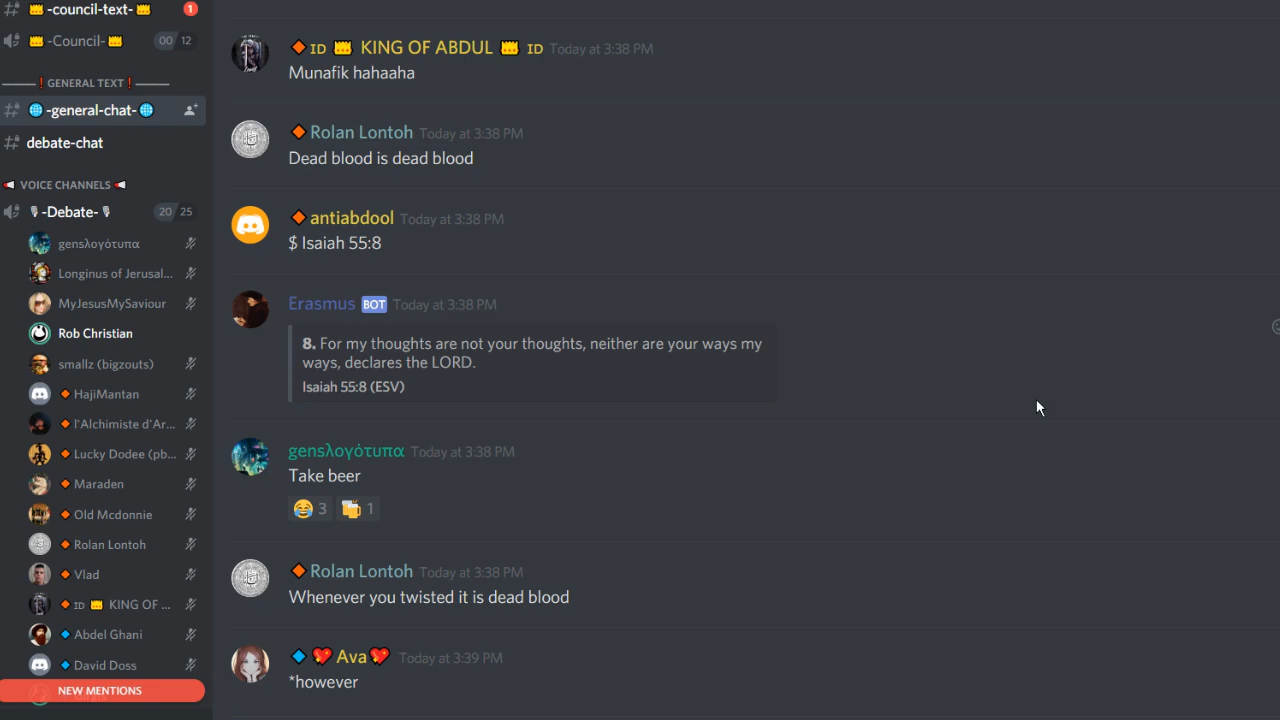 -council-text-
1
-Council-
00 12
GENERAL TEXT
-general-chat-
debate-chat
VOICE CHANNELS
-Debate-
20 25
gensλογότυπα
Longinus of Jerusal...
MyJesusMySaviour
Rob Christian
smallz (bigzouts)
HajiMantan
l'Alchimiste d'Ar...
Lucky Dodee (pb...
Maraden
Old Mcdonnie
Rolan Lontoh
Vlad
ID KING OF ...
Abdel Ghani
David Doss
NEW MENTIONS
ID KING OF ABDUL ID Today at 3:38 PM
Munafik hahaaha
Rolan Lontoh Today at 3:38 PM
Dead blood is dead blood
antiabdool Today at 3:38 PM
$ Isaiah 55:8
Erasmus BOT Today at 3:38 PM
8. For my thoughts are not your thoughts, neither are your ways my
ways, declares the LORD.
Isaiah 55:8 (ESV)
gensλογότυπα Today at 3:38 PM
Take beer
3 1
Rolan Lontoh Today at 3:38 PM
Whenever you twisted it is dead blood
Ava Today at 3:39 PM
*however